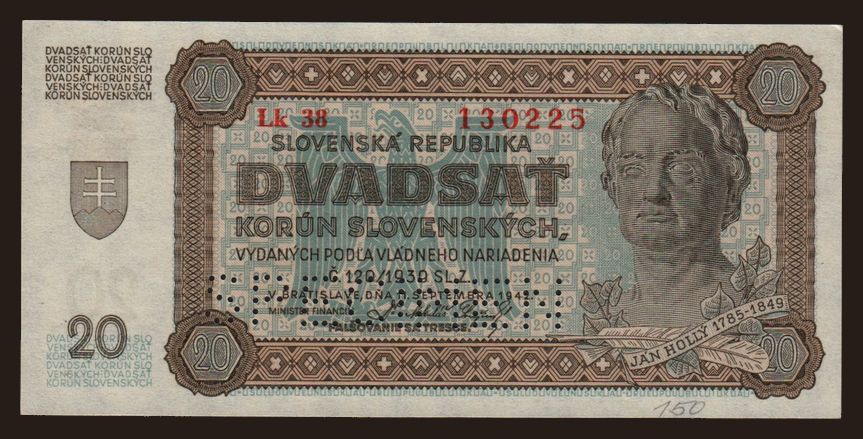 DVADSAŤ KORÚN SLO
VENSKÝCH:DVADSAŤ
KORÚN SLOVENSKÝCH
DVADSAŤ KORÚN SLO
VENSKÝCH:DVADSAŤ
KORÚN SLOVENSKÝCH
20
20
Lk 38 130225
SLOVENSKÁ REPUBLIKA
DVADSAŤ
KORÚN SLOVENSKÝCH,
VYDANÝCH PODĽA VLÁDNEHO NARIADENIA
Č. 120/1939 SL. Z.
V BRATISLAVE, DŇA 11. SEPTEMBRA 1942
MINISTER FINANCIÍ
FALŠOVANIE SA TRESCE
JÁN HOLLÝ 1785-1849
20
DVADSAŤ KORÚN SLO
VENSKÝCH:DVADSAŤ
KORÚN SLOVENSKÝCH
DVADSAŤ KORÚN SLO
VENSKÝCH:DVADSAŤ
KORÚN SLOVENSKÝCH
20
20
150